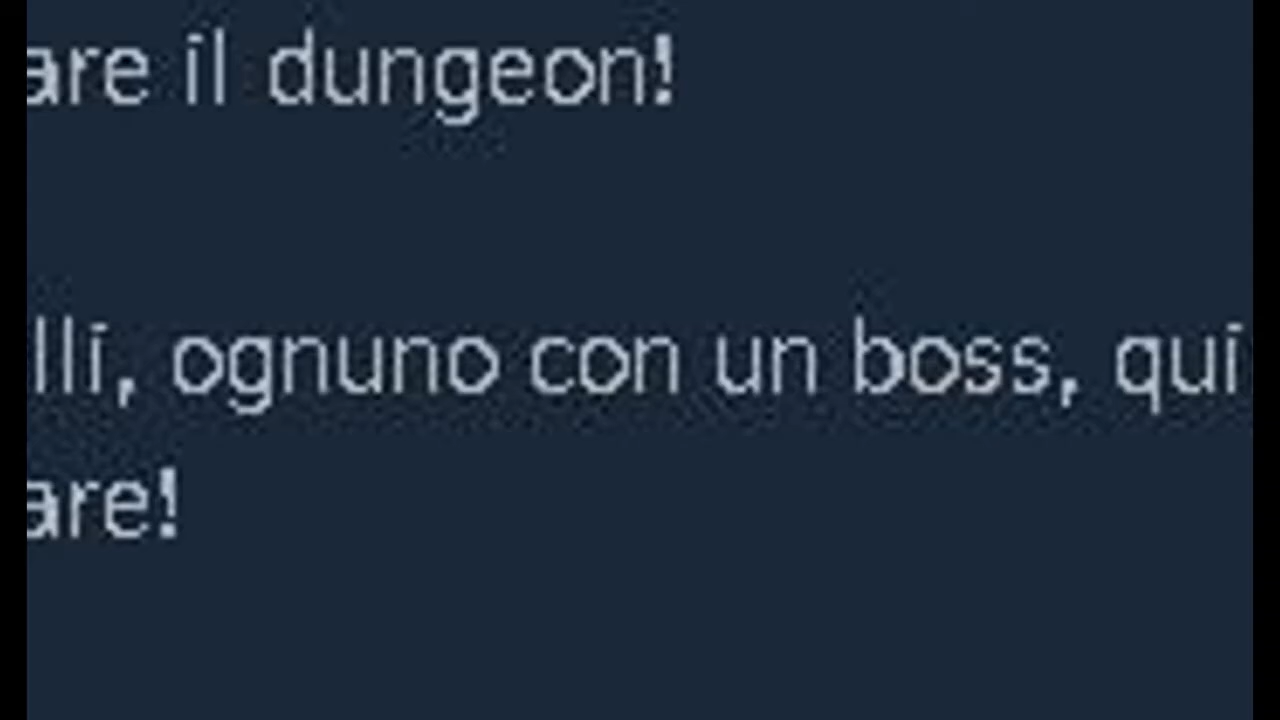 are il dungeon!
lli, ognuno con un boss, qui
are!